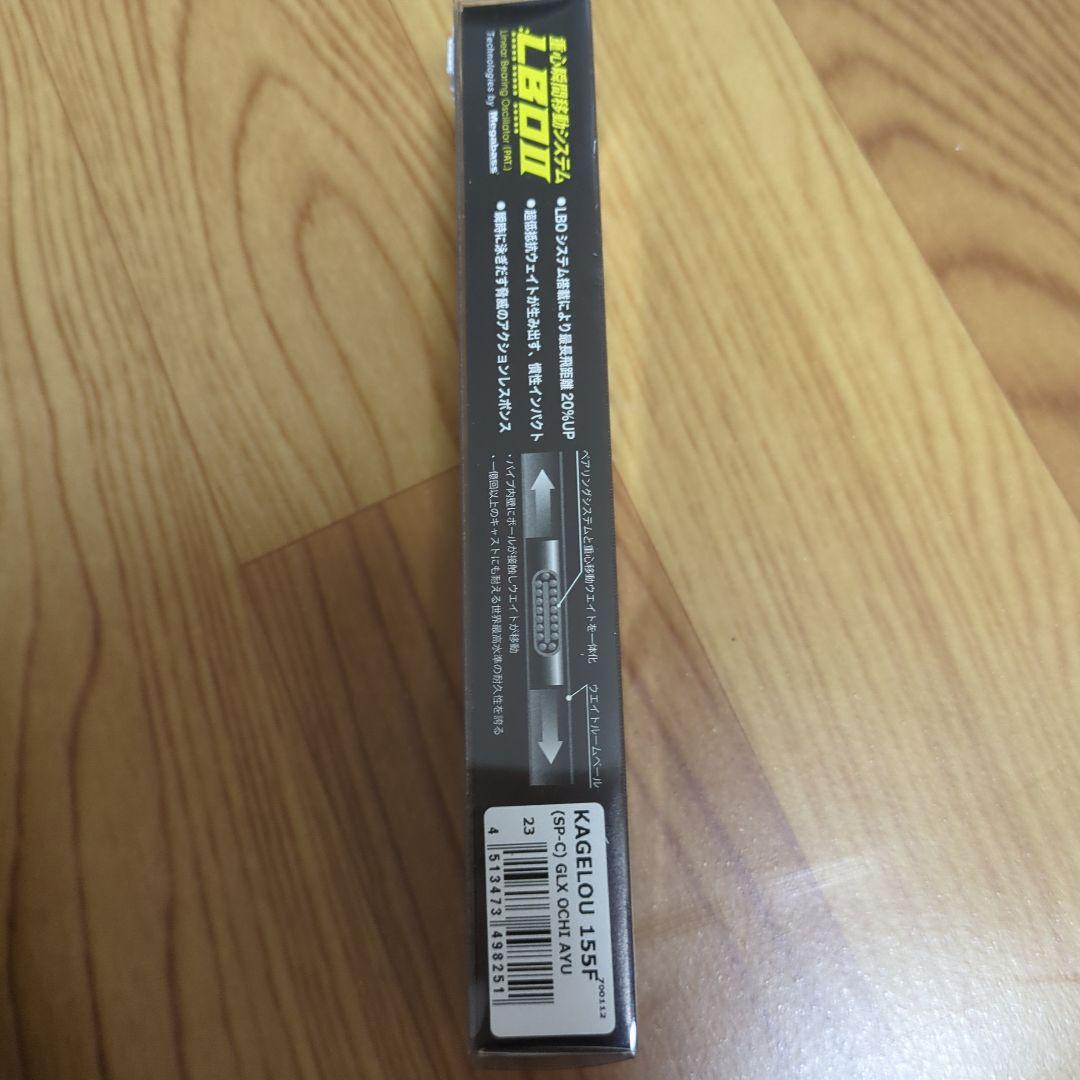 重心瞬間移動システム
LBOII
Linear Bearing Oscillator (PAT.)
Technologies by Megabass
●LBO システム搭載により最長飛距離 20%UP
●超低抵抗ウェイトが生み出す、慣性インパクト
●瞬時に泳ぎだす脅威のアクションレスポンス
ベアリングシステムと重心移動ウエイトを一体化
ウエイトルームベール
・パイプ内壁にボールが接触しウエイトが移動
・一億回以上のキャストにも耐える世界最高水準の耐久性を誇る
KAGELOU 155F
700112
(SP-C) GLX OCHI AYU
23
4 513473 498251